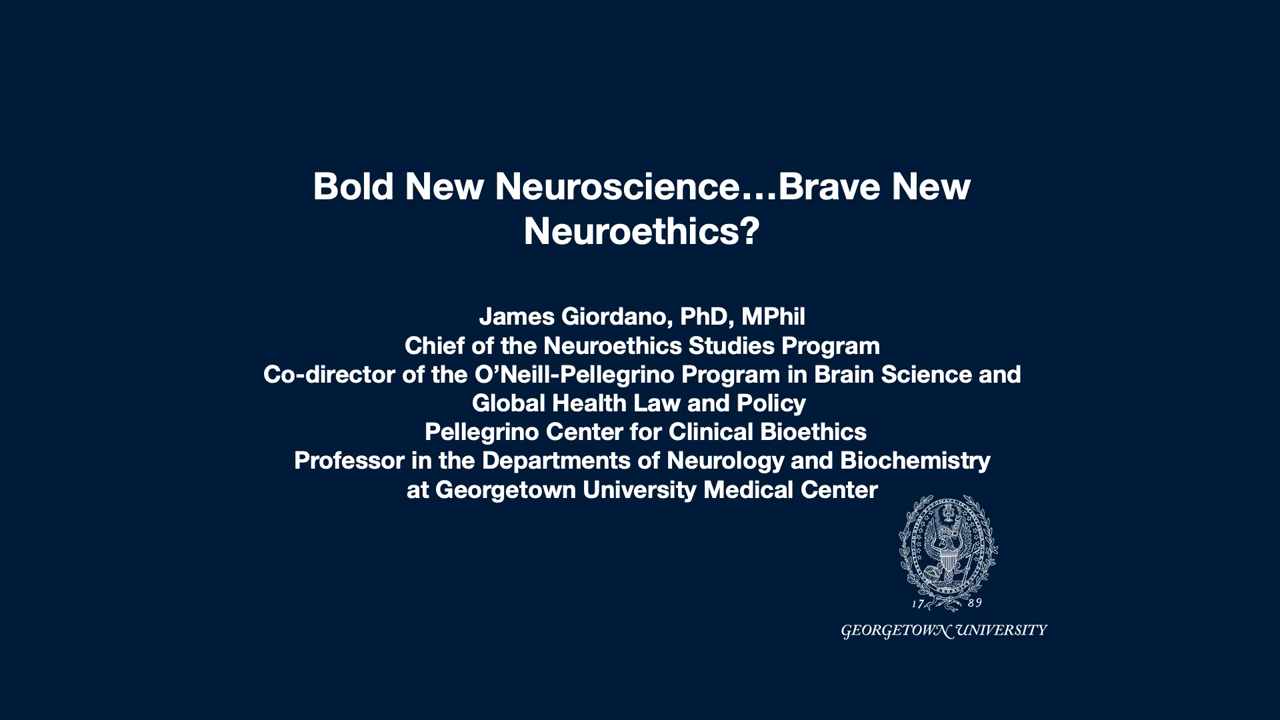 Bold New Neuroscience...Brave New
Neuroethics?
James Giordano, PhD, MPhil
Chief of the Neuroethics Studies Program
Co-director of the O’Neill-Pellegrino Program in Brain Science and
Global Health Law and Policy
Pellegrino Center for Clinical Bioethics
Professor in the Departments of Neurology and Biochemistry
at Georgetown University Medical Center
17 89
GEORGETOWN UNIVERSITY